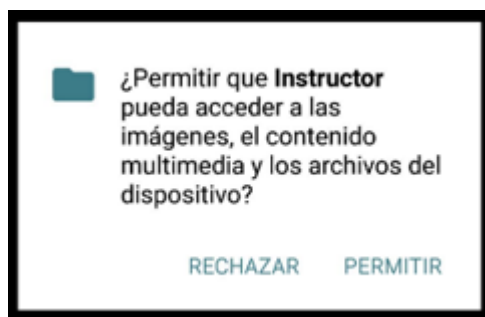 ¿Permitir que Instructor
pueda acceder a las
imágenes, el contenido
multimedia y los archivos del
dispositivo?
RECHAZAR PERMITIR